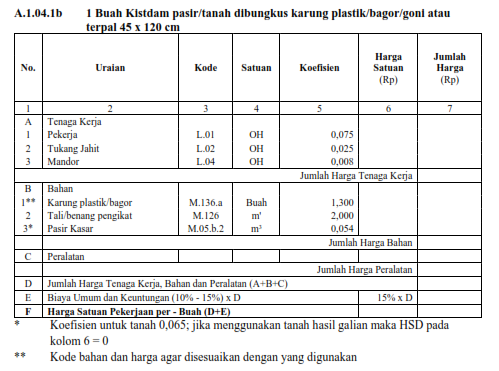 A.1.04.1b 1 Buah Kistdam pasir/tanah dibungkus karung plastik/bagor/goni atau
terpal 45 x 120 cm
No. Uraian Kode Satuan Koefisien Harga Satuan (Rp) Jumlah Harga (Rp)
1 2 3 4 5 6 7
A Tenaga Kerja
1 Pekerja L.01 OH 0,075
2 Tukang Jahit L.02 OH 0,025
3 Mandor L.04 OH 0,008
Jumlah Harga Tenaga Kerja
B Bahan
1** Karung plastik/bagor M.136.a Buah 1,300
2 Tali/benang pengikat M.126 m' 2,000
3* Pasir Kasar M.05.b.2 m³ 0,054
Jumlah Harga Bahan
C Peralatan
Jumlah Harga Peralatan
D Jumlah Harga Tenaga Kerja, Bahan dan Peralatan (A+B+C)
E Biaya Umum dan Keuntungan (10% - 15%) x D 15% x D
F Harga Satuan Pekerjaan per - Buah (D+E)
* Koefisien untuk tanah 0,065; jika menggunakan tanah hasil galian maka HSD pada
kolom 6 = 0
** Kode bahan dan harga agar disesuaikan dengan yang digunakan